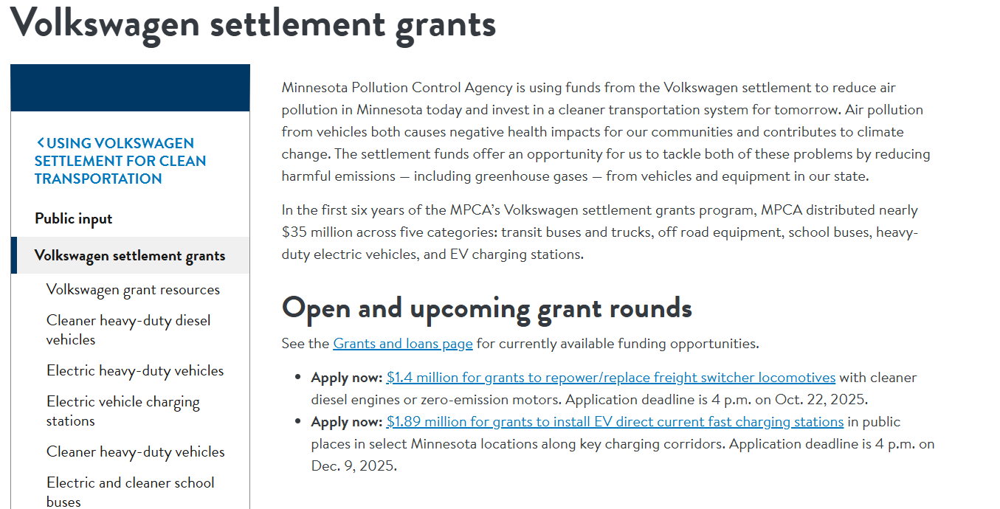 Volkswagen settlement grants
<USING VOLKSWAGEN
SETTLEMENT FOR CLEAN
TRANSPORTATION
Public input
Volkswagen settlement grants
Volkswagen grant resources
Cleaner heavy-duty diesel
vehicles
Electric heavy-duty vehicles
Electric vehicle charging
stations
Cleaner heavy-duty vehicles
Electric and cleaner school
buses
Minnesota Pollution Control Agency is using funds from the Volkswagen settlement to reduce air
pollution in Minnesota today and invest in a cleaner transportation system for tomorrow. Air pollution
from vehicles both causes negative health impacts for our communities and contributes to climate
change. The settlement funds offer an opportunity for us to tackle both of these problems by reducing
harmful emissions — including greenhouse gases — from vehicles and equipment in our state.
In the first six years of the MPCA’s Volkswagen settlement grants program, MPCA distributed nearly
$35 million across five categories: transit buses and trucks, off road equipment, school buses, heavy-
duty electric vehicles, and EV charging stations.
Open and upcoming grant rounds
See the Grants and loans page for currently available funding opportunities.
• Apply now: $1.4 million for grants to repower/replace freight switcher locomotives with cleaner
diesel engines or zero-emission motors. Application deadline is 4 p.m. on Oct. 22, 2025.
• Apply now: $1.89 million for grants to install EV direct current fast charging stations in public
places in select Minnesota locations along key charging corridors. Application deadline is 4 p.m. on
Dec. 9, 2025.